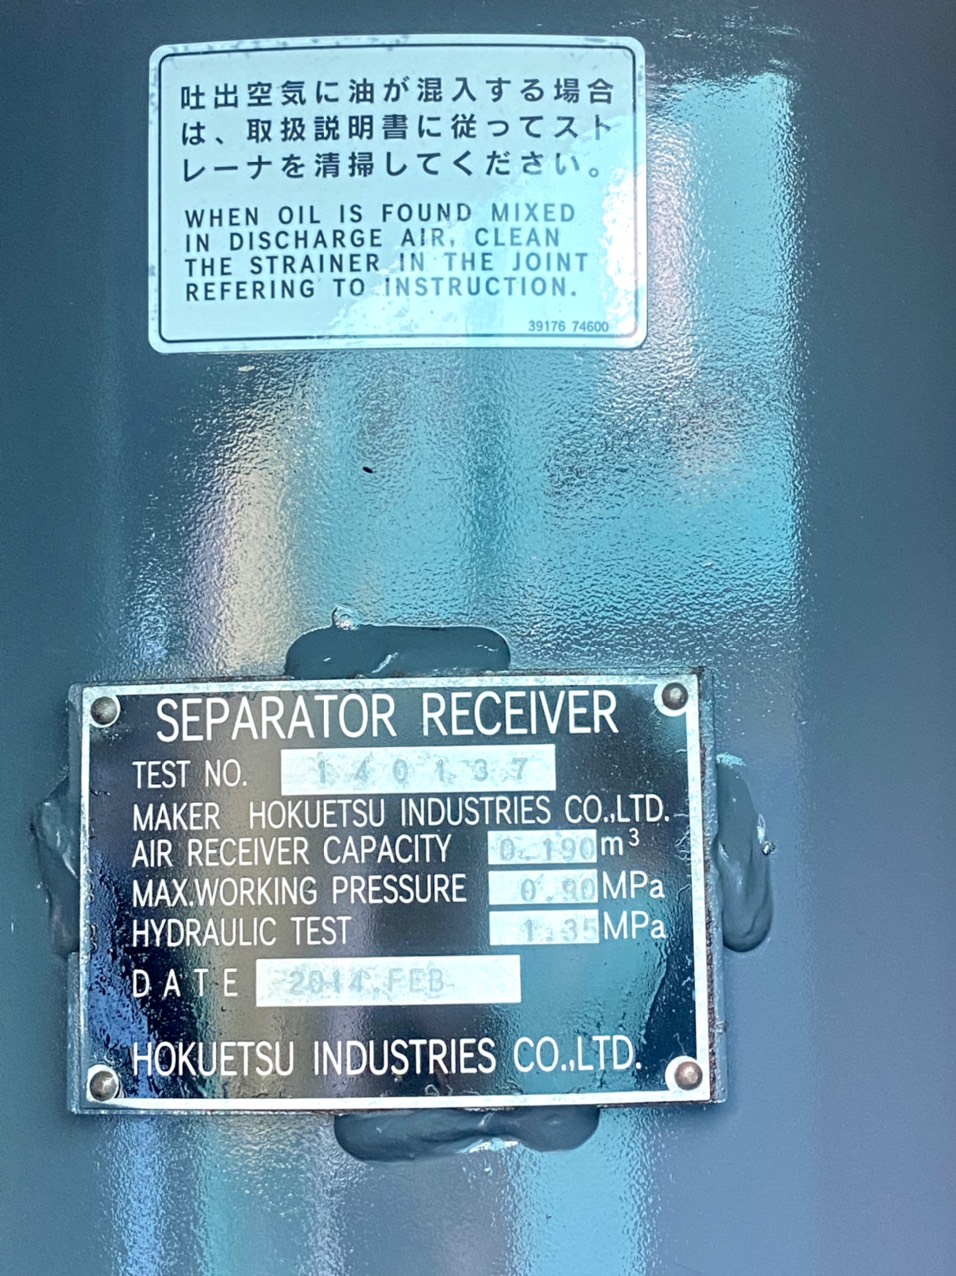 吐出空気に油が混入する場合
は、取扱説明書に従ってスト
レーナを清掃してください。
WHEN OIL IS FOUND MIXED
IN DISCHARGE AIR, CLEAN
THE STRAINER IN THE JOINT
REFERING TO INSTRUCTION.
39176 74600
SEPARATOR RECEIVER
TEST NO. 140137
MAKER HOKUETSU INDUSTRIES CO.,LTD.
AIR RECEIVER CAPACITY 0.190 m³
MAX.WORKING PRESSURE 0.90 MPa
HYDRAULIC TEST 1.35 MPa
DATE 2014.FEB
HOKUETSU INDUSTRIES CO.,LTD.